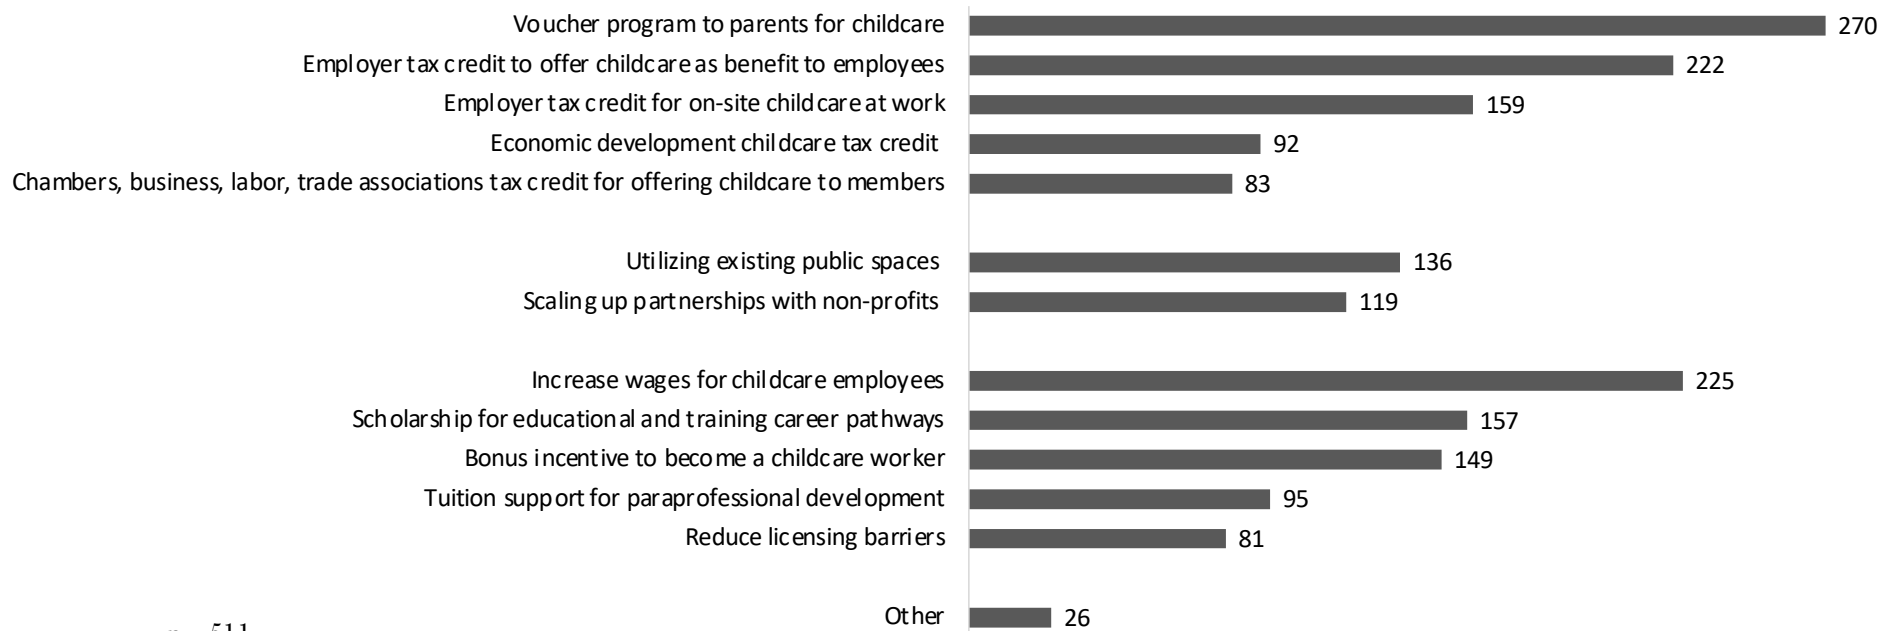 Voucher program to parents for childcare 270
Employer tax credit to offer childcare as benefit to employees 222
Employer tax credit for on-site childcare at work 159
Economic development childcare tax credit 92
Chambers, business, labor, trade associations tax credit for offering childcare to members 83
Utilizing existing public spaces 136
Scaling up partnerships with non-profits 119
Increase wages for childcare employees 225
Scholarship for educational and training career pathways 157
Bonus incentive to become a childcare worker 149
Tuition support for paraprofessional development 95
Reduce licensing barriers 81
Other 26
511